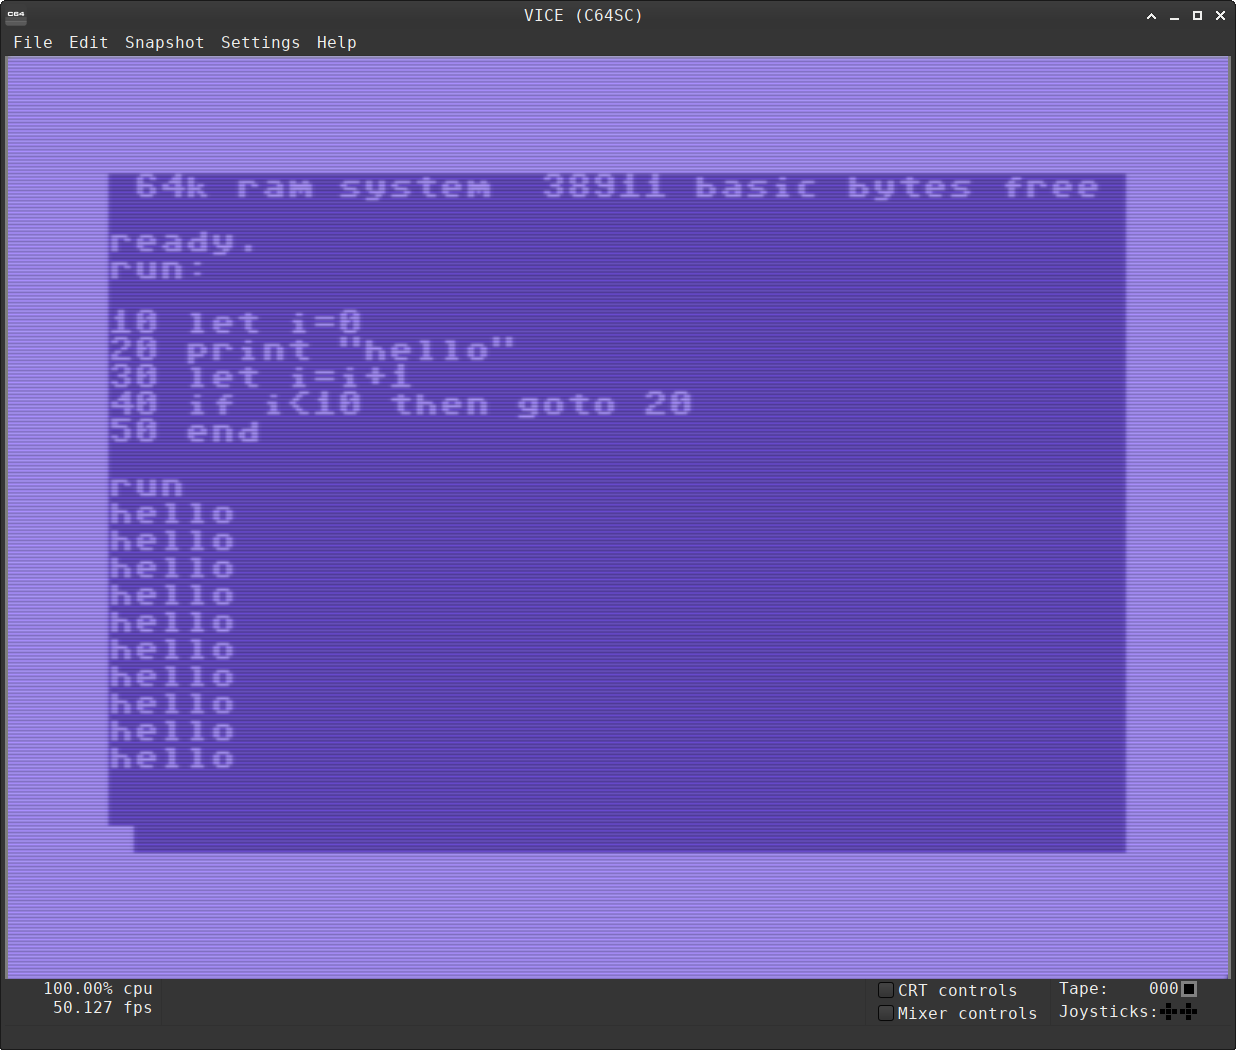 C64
VICE (C64SC)
File Edit Snapshot Settings Help
64k ram system 38911 basic bytes free
ready.
run:
10 let i=0
20 print "hello"
30 let i=i+1
40 if i<10 then goto 20
50 end
run
hello
hello
hello
hello
hello
hello
hello
hello
hello
hello
100.00% cpu
50.127 fps
CRT controls
Mixer controls
Tape: 000
Joysticks: